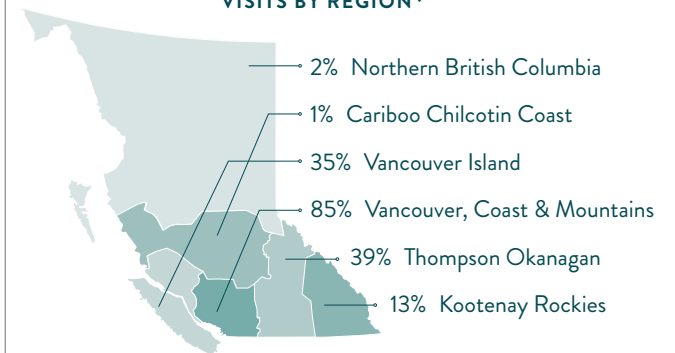 VISITS BY REGION*
2% Northern British Columbia
1% Cariboo Chilcotin Coast
35% Vancouver Island
85% Vancouver, Coast & Mountains
39% Thompson Okanagan
13% Kootenay Rockies